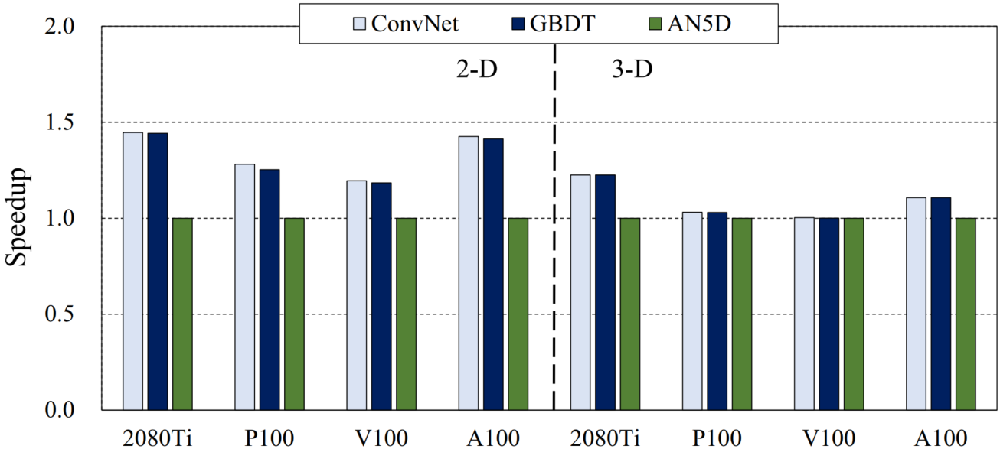 ConvNet GBDT AN5D
2-D 3-D
Speedup
2.0
1.5
1.0
0.5
0.0
2080Ti P100 V100 A100 2080Ti P100 V100 A100